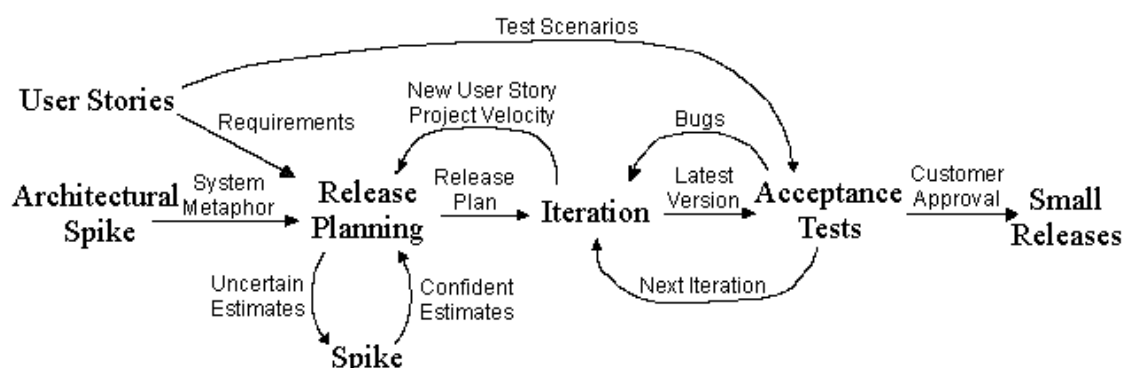 Test Scenarios
User Stories
New User Story
Project Velocity
Requirements
Bugs
Architectural
Spike
System
Metaphor
Release
Planning
Release
Plan
Iteration
Latest
Version
Acceptance
Tests
Customer
Approval
Small
Releases
Uncertain
Estimates
Confident
Estimates
Next Iteration
Spike